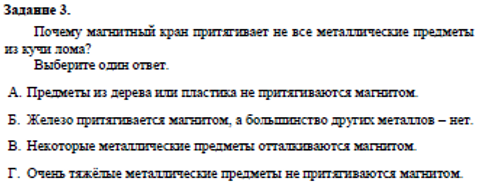 Задание 3.
Почему магнитный кран притягивает не все металлические предметы
из кучи лома?
Выберите один ответ.
А. Предметы из дерева или пластика не притягиваются магнитом.
Б. Железо притягивается магнитом, а большинство других металлов – нет.
В. Некоторые металлические предметы отталкиваются магнитом.
Г. Очень тяжёлые металлические предметы не притягиваются магнитом.